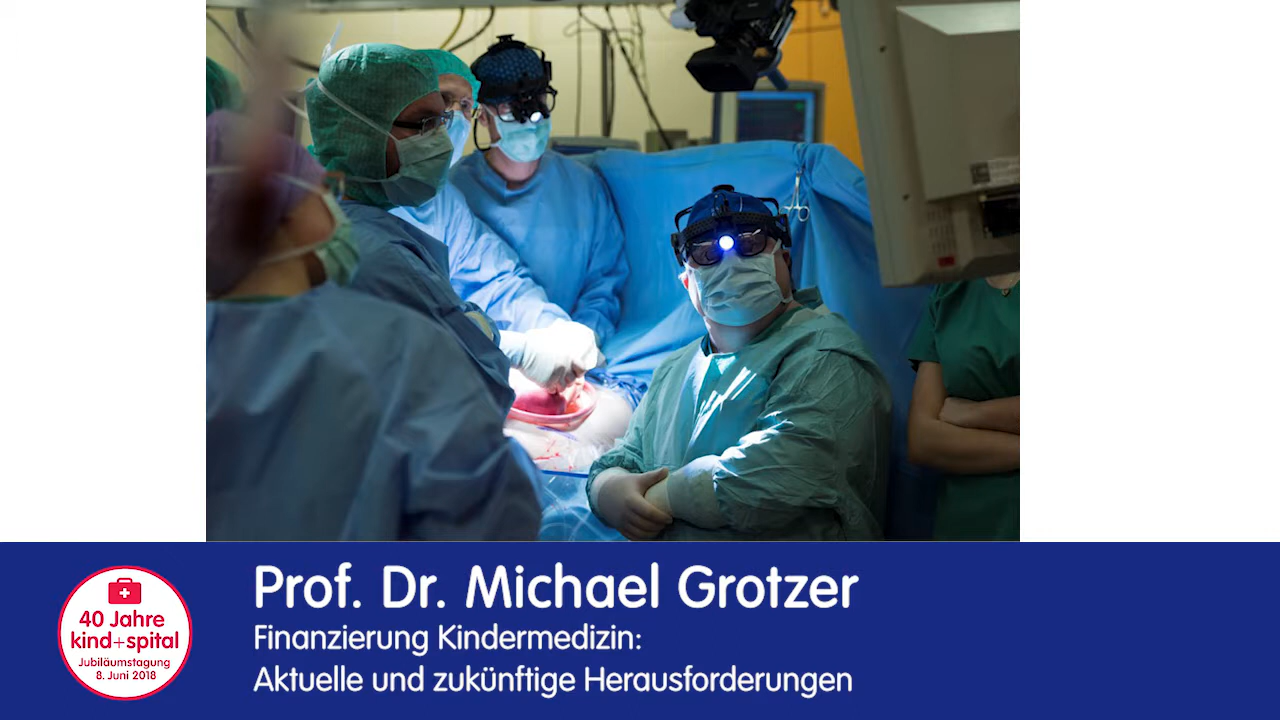 Prof. Dr. Michael Grotzer
Finanzierung Kindermedizin:
Aktuelle und zukünftige Herausforderungen
40 Jahre
kind+spital
Jubiläumstagung
8. Juni 2018